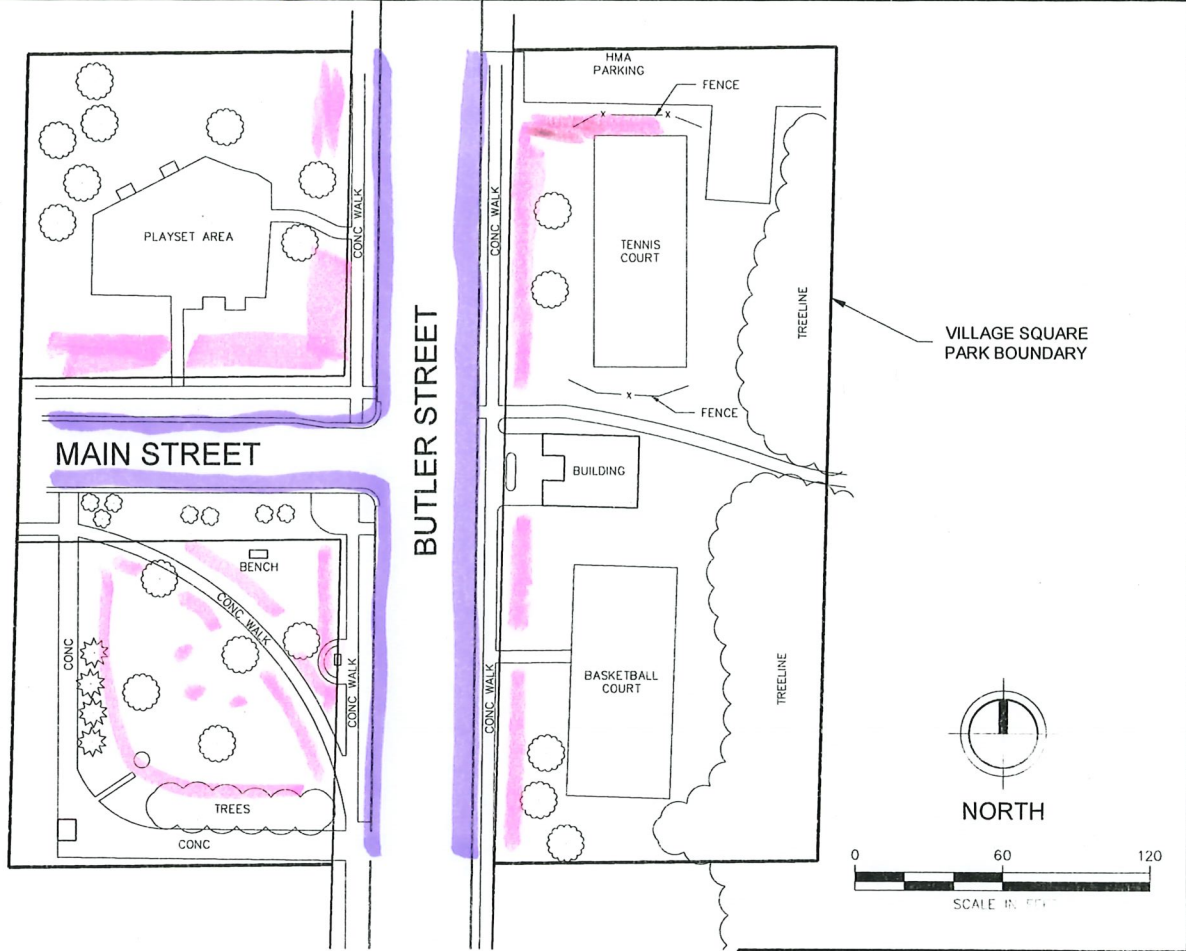 HMA
PARKING
FENCE
x
x
CONC WALK
CONC WALK
PLAYSET AREA
TENNIS
COURT
TREELINE
VILLAGE SQUARE
PARK BOUNDARY
BUTLER STREET
x
FENCE
MAIN STREET
BUILDING
BENCH
CONC WALK
CONC
CONC WALK
CONC WALK
BASKETBALL
COURT
TREELINE
TREES
CONC
NORTH
0 60 120
SCALE IN